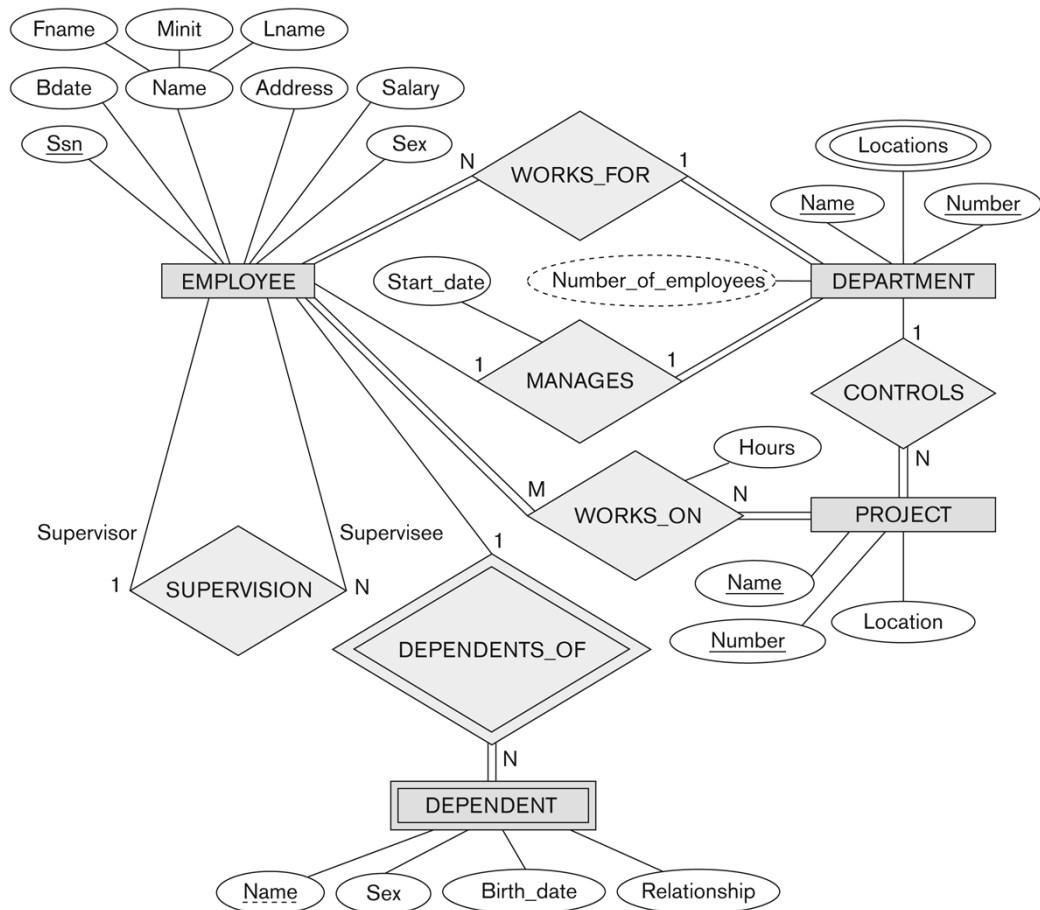 Fname
Minit
Lname
Bdate
Name
Address
Salary
Ssn
Sex
N
WORKS_FOR
1
Locations
Name
Number
EMPLOYEE
Start_date
Number_of_employees
DEPARTMENT
1
MANAGES
1
1
CONTROLS
N
Hours
M
WORKS_ON
N
PROJECT
Supervisor
Supervisee
1
1
SUPERVISION
N
Name
Number
Location
DEPENDENTS_OF
N
DEPENDENT
Name
Sex
Birth_date
Relationship